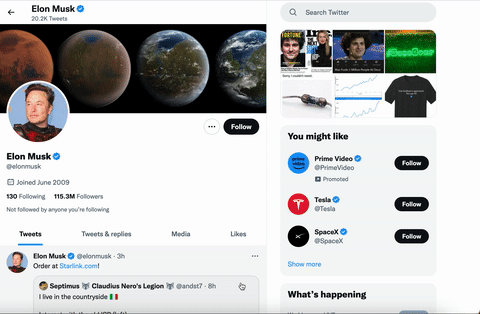 Elon Musk
20.2K Tweets
Follow
Elon Musk
@elonmusk
Joined June 2009
130 Following 115.3M Followers
Not followed by anyone you're following
Tweets Tweets & replies Media Likes
Elon Musk @elonmusk · 3h
Order at Starlink.com!
Septimus Claudius Nero's Legion @andst7 · 8h
I live in the countryside
Search Twitter
FORTUNE
You might like
Prime Video
@PrimeVideo
Promoted
Follow
Tesla
@Tesla
Follow
SpaceX
@SpaceX
Follow
Show more
What's happening